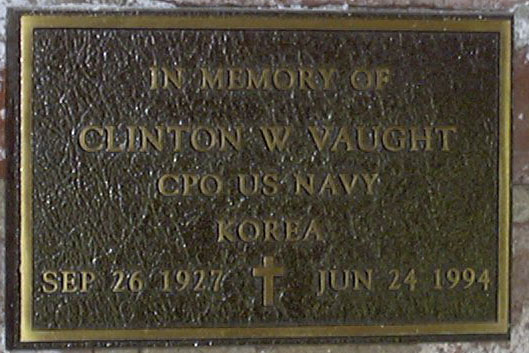 IN MEMORY OF
CLINTON W VAUGHT
CPO US NAVY
KOREA
SEP 26 1927 JUN 24 1994